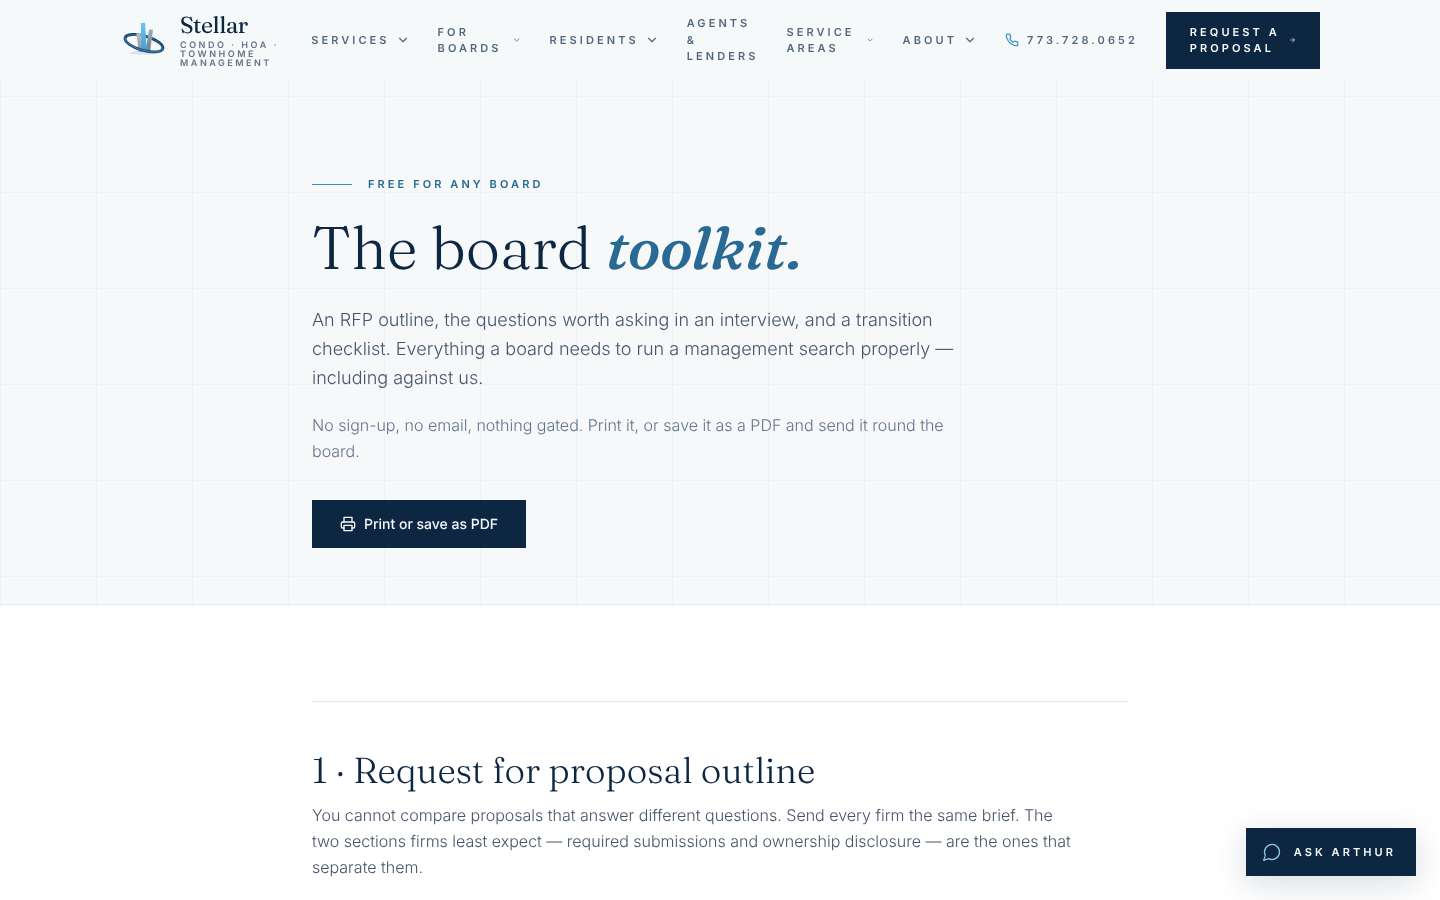 Stellar
CONDO · HOA ·
TOWNHOME
MANAGEMENT
SERVICES
FOR
BOARDS
RESIDENTS
AGENTS
&
LENDERS
SERVICE
AREAS
ABOUT
773.728.0652
REQUEST A
PROPOSAL
FREE FOR ANY BOARD
The board toolkit.
An RFP outline, the questions worth asking in an interview, and a transition
checklist. Everything a board needs to run a management search properly —
including against us.
No sign-up, no email, nothing gated. Print it, or save it as a PDF and send it round the
board.
Print or save as PDF
1 · Request for proposal outline
You cannot compare proposals that answer different questions. Send every firm the same brief. The
two sections firms least expect — required submissions and ownership disclosure — are the ones that
separate them.
ASK ARTHUR